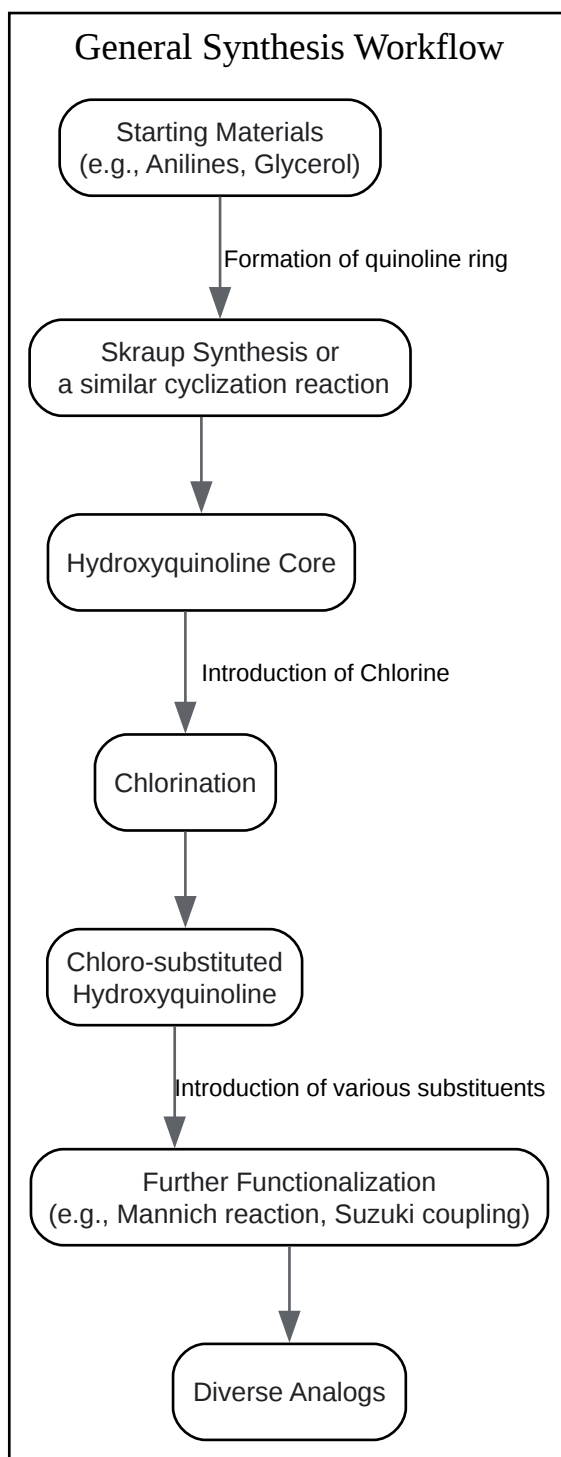 General Synthesis Workflow
Starting Materials
(e.g., Anilines, Glycerol)
Formation of quinoline ring
Skraup Synthesis or
a similar cyclization reaction
Hydroxyquinoline Core
Introduction of Chlorine
Chlorination
Chloro-substituted
Hydroxyquinoline
Introduction of various substituents
Further Functionalization
(e.g., Mannich reaction, Suzuki coupling)
Diverse Analogs